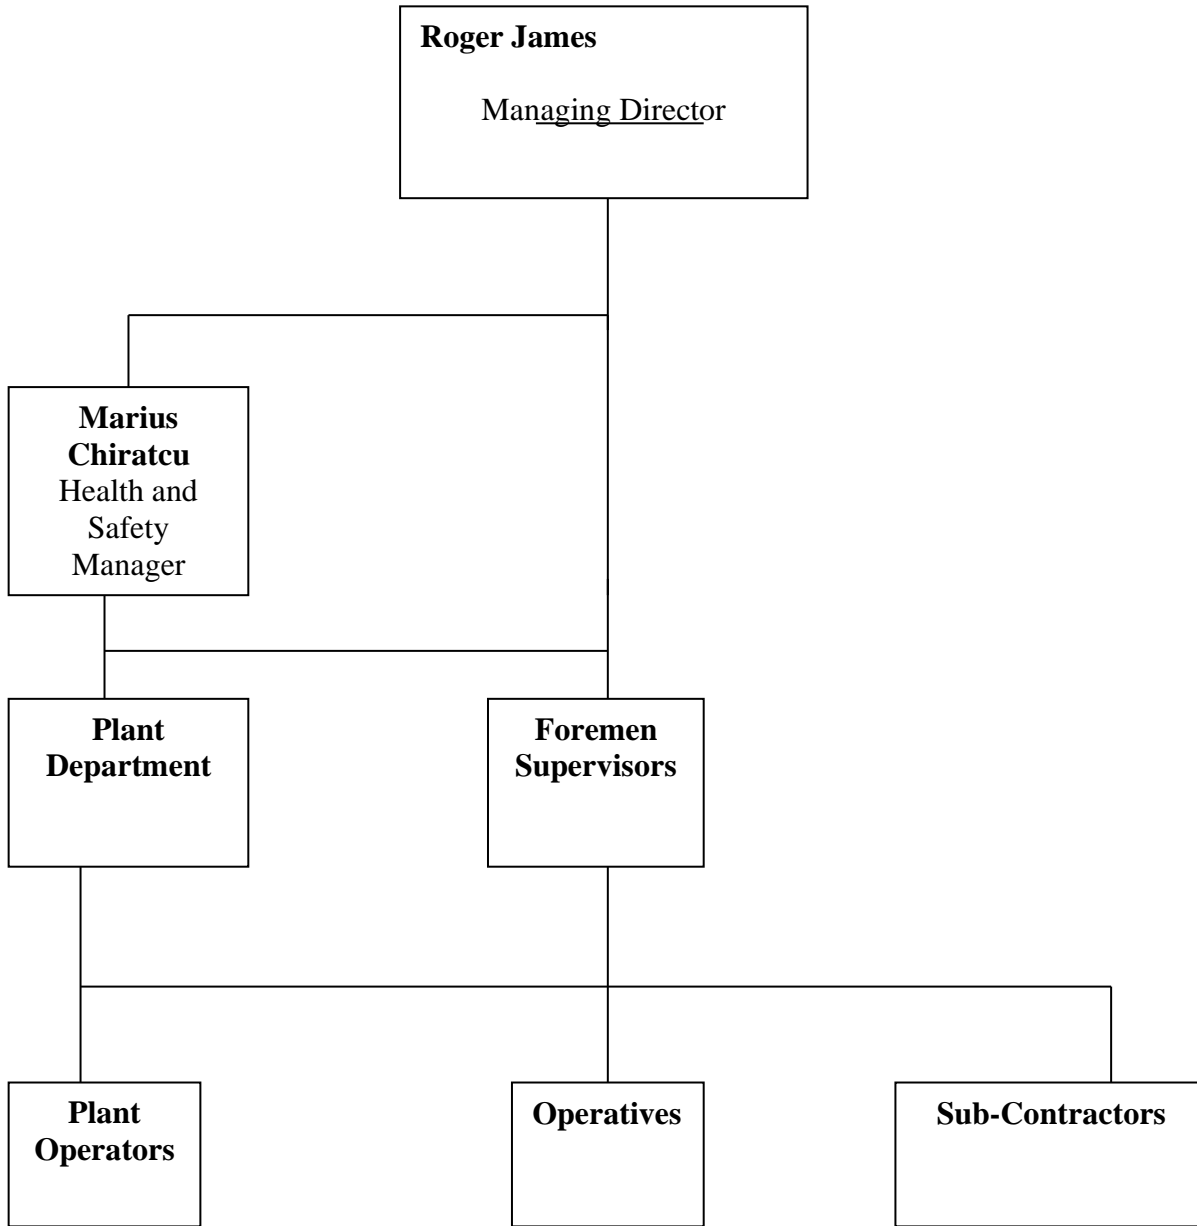 Roger James
Managing Director
Marius
Chiratcu
Health and
Safety
Manager
Plant
Department
Foremen
Supervisors
Plant
Operators
Operatives
Sub-Contractors